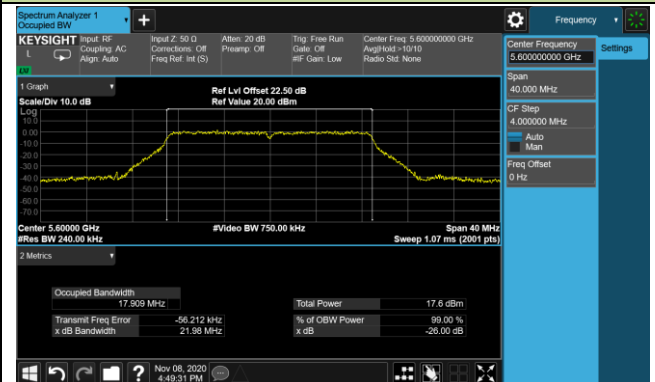 Spectrum Analyzer 1
Occupied BW
Frequency
KEYSIGHT
L
Input: RF
Coupling: AC
Align: Auto
Input Z: 50 Ω
Corrections: Off
Freq Ref: Int (S)
Atten: 20 dB
Preamp: Off
Trig: Free Run
Gate: Off
#IF Gain: Low
Center Freq: 5.600000000 GHz
Avg|Hold:>10/10
Radio Std: None
Center Frequency
5.600000000 GHz
Settings
Span
40.000 MHz
CF Step
4.000000 MHz
Auto
Man
Freq Offset
0 Hz
1 Graph
Scale/Div 10.0 dB
Ref Lvl Offset 22.50 dB
Ref Value 20.00 dBm
Log
10.0
0.00
-10.0
-20.0
-30.0
-40.0
-50.0
-60.0
-70.0
Center 5.60000 GHz
#Res BW 240.00 kHz
#Video BW 750.00 kHz
Span 40 MHz
Sweep 1.07 ms (2001 pts)
2 Metrics
Occupied Bandwidth
17.909 MHz
Total Power 17.6 dBm
Transmit Freq Error -56.212 kHz
% of OBW Power 99.00 %
x dB Bandwidth 21.98 MHz
x dB -26.00 dB
?
Nov 08, 2020
4:49:31 PM